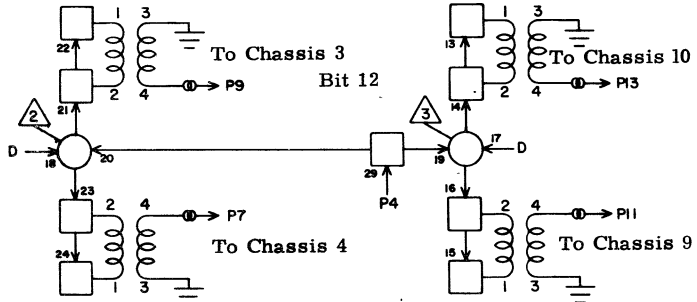 1 3
22
To Chassis 3
2 4
P9
21
Bit 12
2
D
18
20
23
2 4
P7
To Chassis 4
24
1 3
1 3
13
To Chassis 10
2 4
P13
14
3
17
D
19
29
P4
16
2 4
P11
To Chassis 9
15
1 3